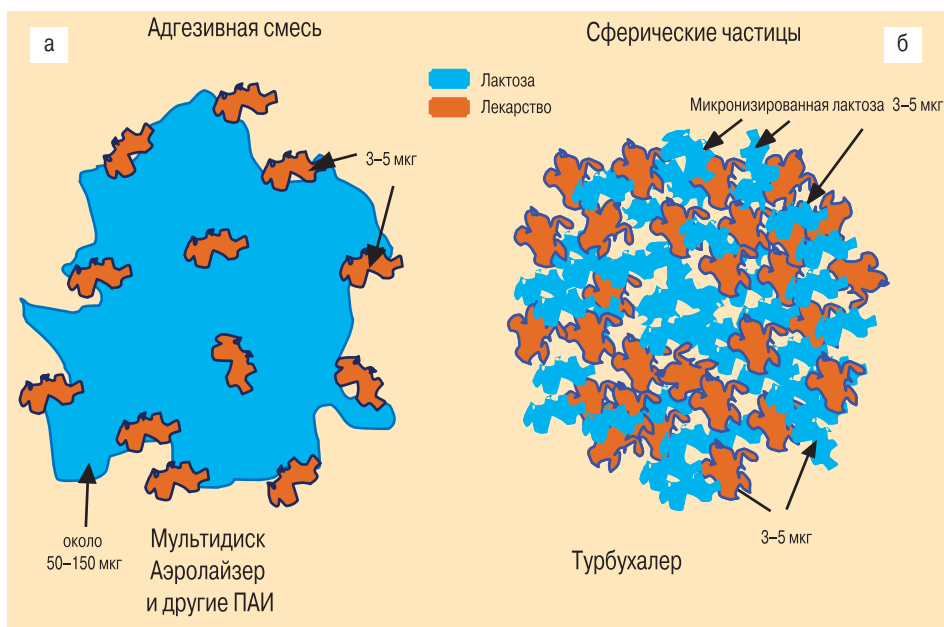 а
Адгезивная смесь
Сферические частицы
б
Лактоза
Лекарство
Микронизированная лактоза 3–5 мкг
3–5 мкг
около
50–150 мкг
Мультидиск
Аэролайзер
и другие ПАИ
3–5 мкг
Турбухалер